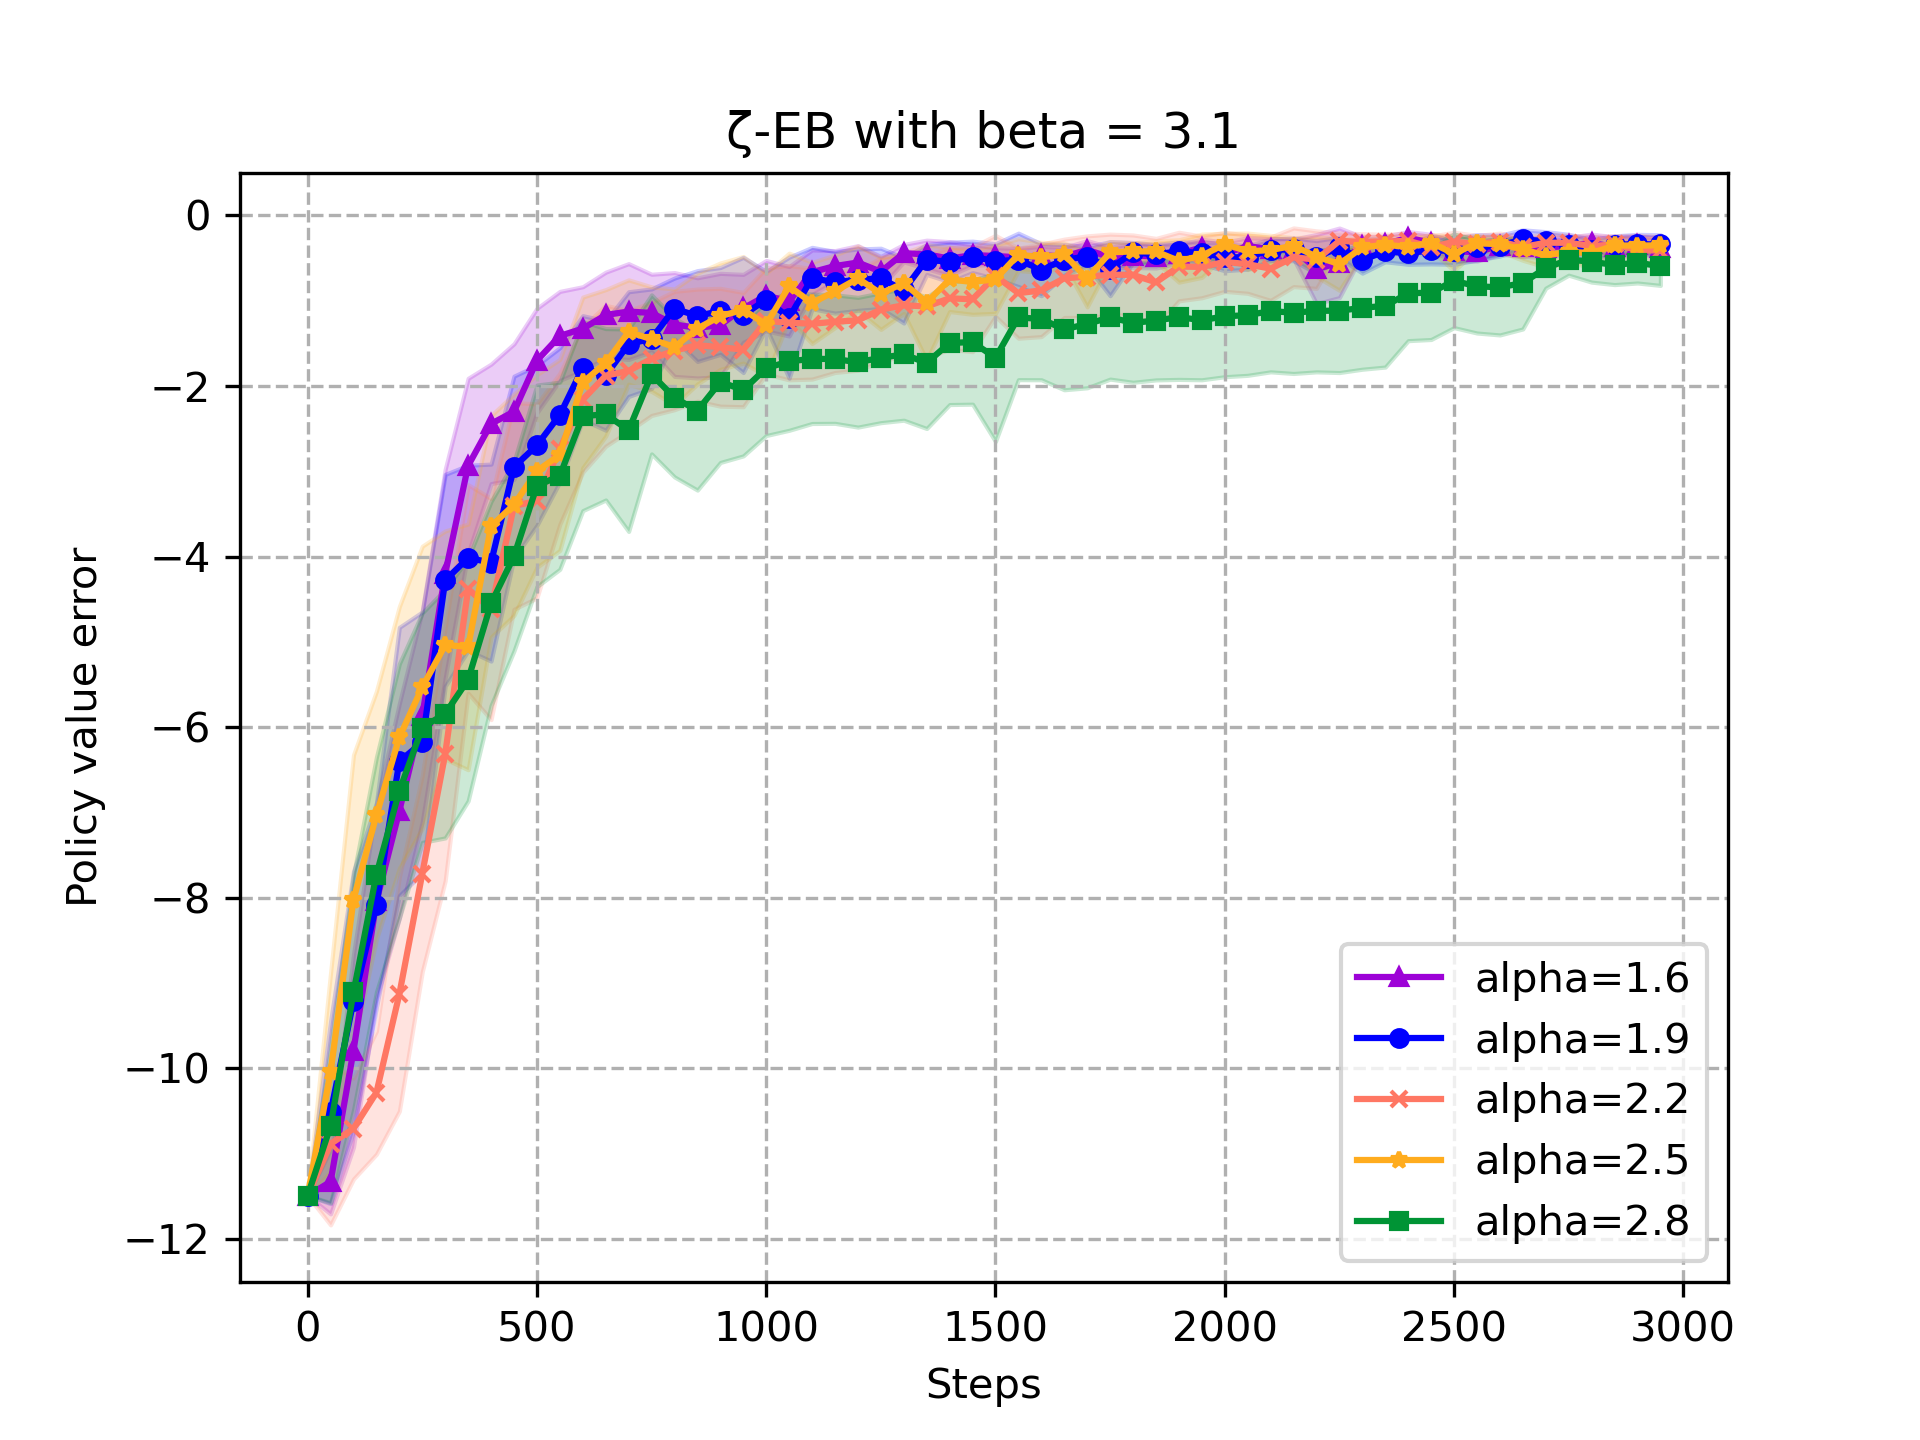 ζ-EB with beta = 3.1
Policy value error
0
−2
−4
−6
−8
−10
−12
0 500 1000 1500 2000 2500 3000
Steps
alpha=1.6
alpha=1.9
alpha=2.2
alpha=2.5
alpha=2.8